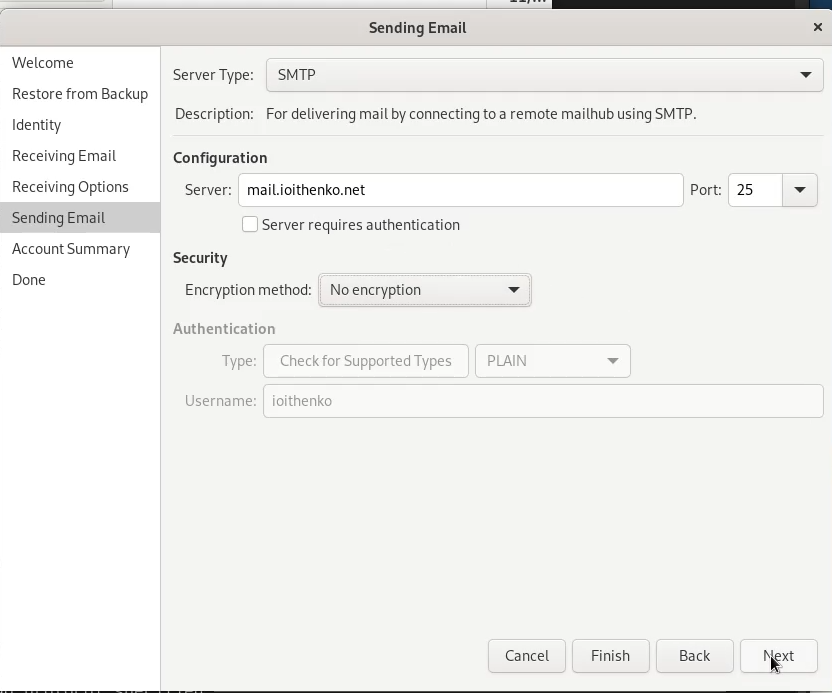 Sending Email
Welcome
Restore from Backup
Identity
Receiving Email
Receiving Options
Sending Email
Account Summary
Done
Server Type: SMTP
Description: For delivering mail by connecting to a remote mailhub using SMTP.
Configuration
Server: mail.ioithenko.net Port: 25
Server requires authentication
Security
Encryption method: No encryption
Authentication
Type: Check for Supported Types PLAIN
Username: ioithenko
Cancel Finish Back Next